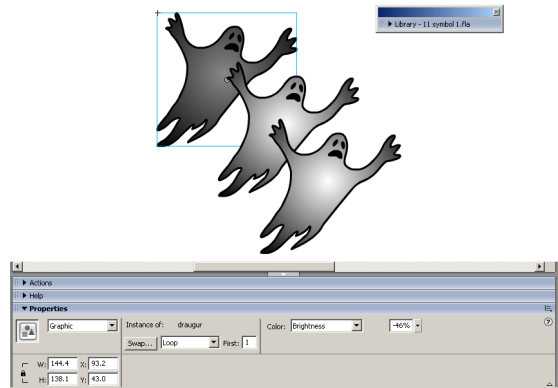 Library - 11 symbol 1.fla
Actions
Help
Properties
Graphic Instance of: draugur Color: Brightness -46%
Swap... Loop First: 1
W: 144.4 X: 93.2
H: 138.1 Y: 43.0